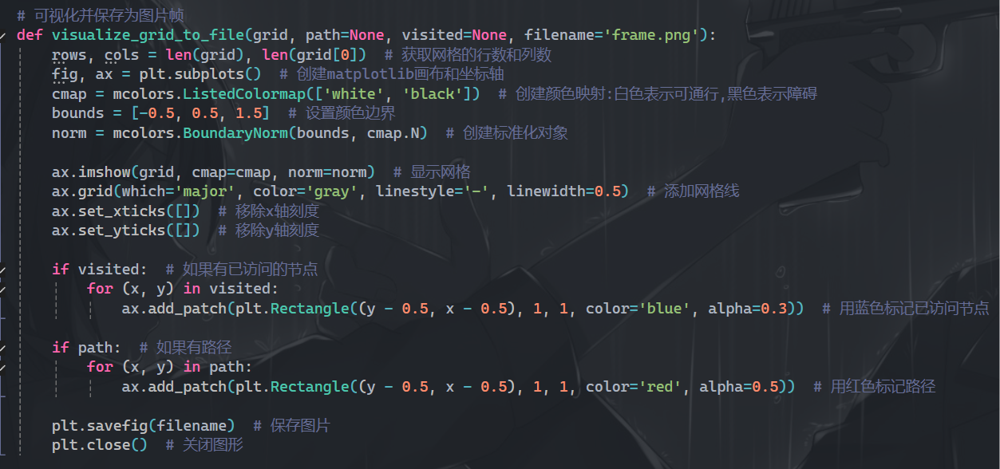 # 可视化并保存为图片帧
def visualize_grid_to_file(grid, path=None, visited=None, filename='frame.png'):
    rows, cols = len(grid), len(grid[0])  # 获取网格的行数和列数
    fig, ax = plt.subplots()  # 创建matplotlib画布和坐标轴
    cmap = mcolors.ListedColormap(['white', 'black'])  # 创建颜色映射:白色表示可通行,黑色表示障碍
    bounds = [-0.5, 0.5, 1.5]  # 设置颜色边界
    norm = mcolors.BoundaryNorm(bounds, cmap.N)  # 创建标准化对象

    ax.imshow(grid, cmap=cmap, norm=norm)  # 显示网格
    ax.grid(which='major', color='gray', linestyle='-', linewidth=0.5)  # 添加网格线
    ax.set_xticks([])  # 移除x轴刻度
    ax.set_yticks([])  # 移除y轴刻度

    if visited:  # 如果有已访问的节点
        for (x, y) in visited:
            ax.add_patch(plt.Rectangle((y - 0.5, x - 0.5), 1, 1, color='blue', alpha=0.3))  # 用蓝色标记已访问节点

    if path:  # 如果有路径
        for (x, y) in path:
            ax.add_patch(plt.Rectangle((y - 0.5, x - 0.5), 1, 1, color='red', alpha=0.5))  # 用红色标记路径

    plt.savefig(filename)  # 保存图片
    plt.close()  # 关闭图形